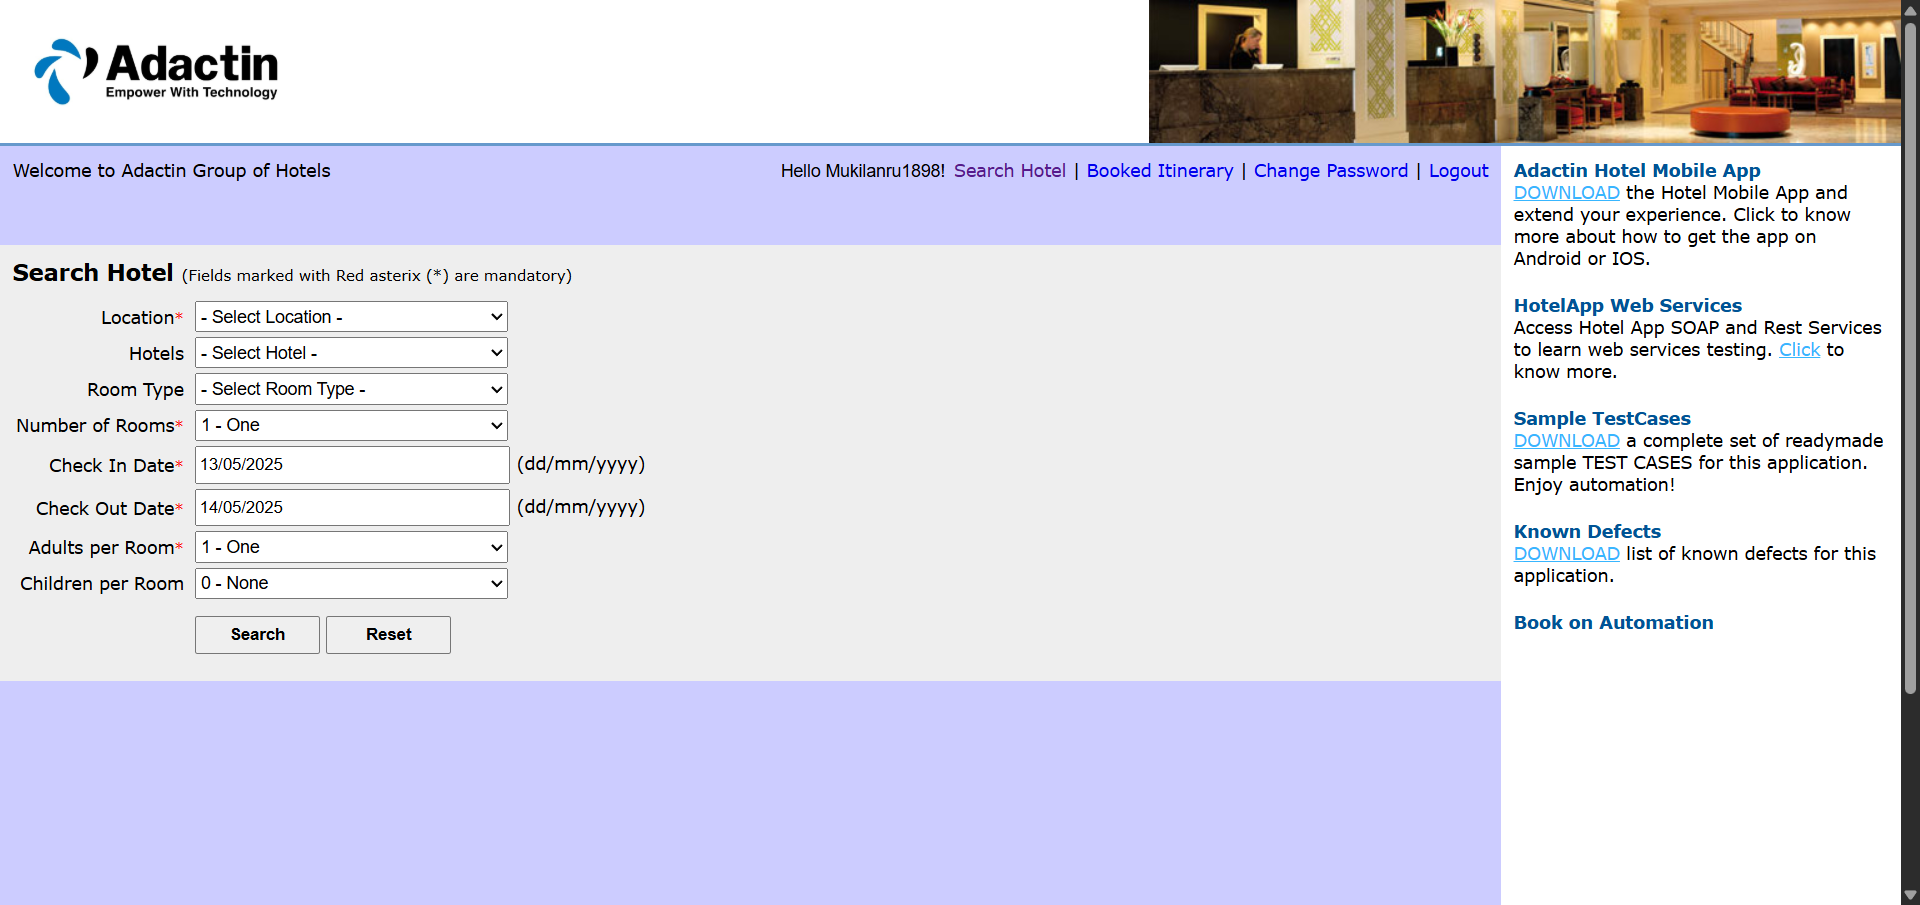 Adactin
Empower With Technology
Welcome to Adactin Group of Hotels
Hello Mukilanru1898! Search Hotel | Booked Itinerary | Change Password | Logout
Search Hotel (Fields marked with Red asterix (*) are mandatory)
Location* - Select Location -
Hotels - Select Hotel -
Room Type - Select Room Type -
Number of Rooms* 1 - One
Check In Date* 13/05/2025 (dd/mm/yyyy)
Check Out Date* 14/05/2025 (dd/mm/yyyy)
Adults per Room* 1 - One
Children per Room 0 - None
Search Reset
Adactin Hotel Mobile App
DOWNLOAD the Hotel Mobile App and
extend your experience. Click to know
more about how to get the app on
Android or IOS.
HotelApp Web Services
Access Hotel App SOAP and Rest Services
to learn web services testing. Click to
know more.
Sample TestCases
DOWNLOAD a complete set of readymade
sample TEST CASES for this application.
Enjoy automation!
Known Defects
DOWNLOAD list of known defects for this
application.
Book on Automation